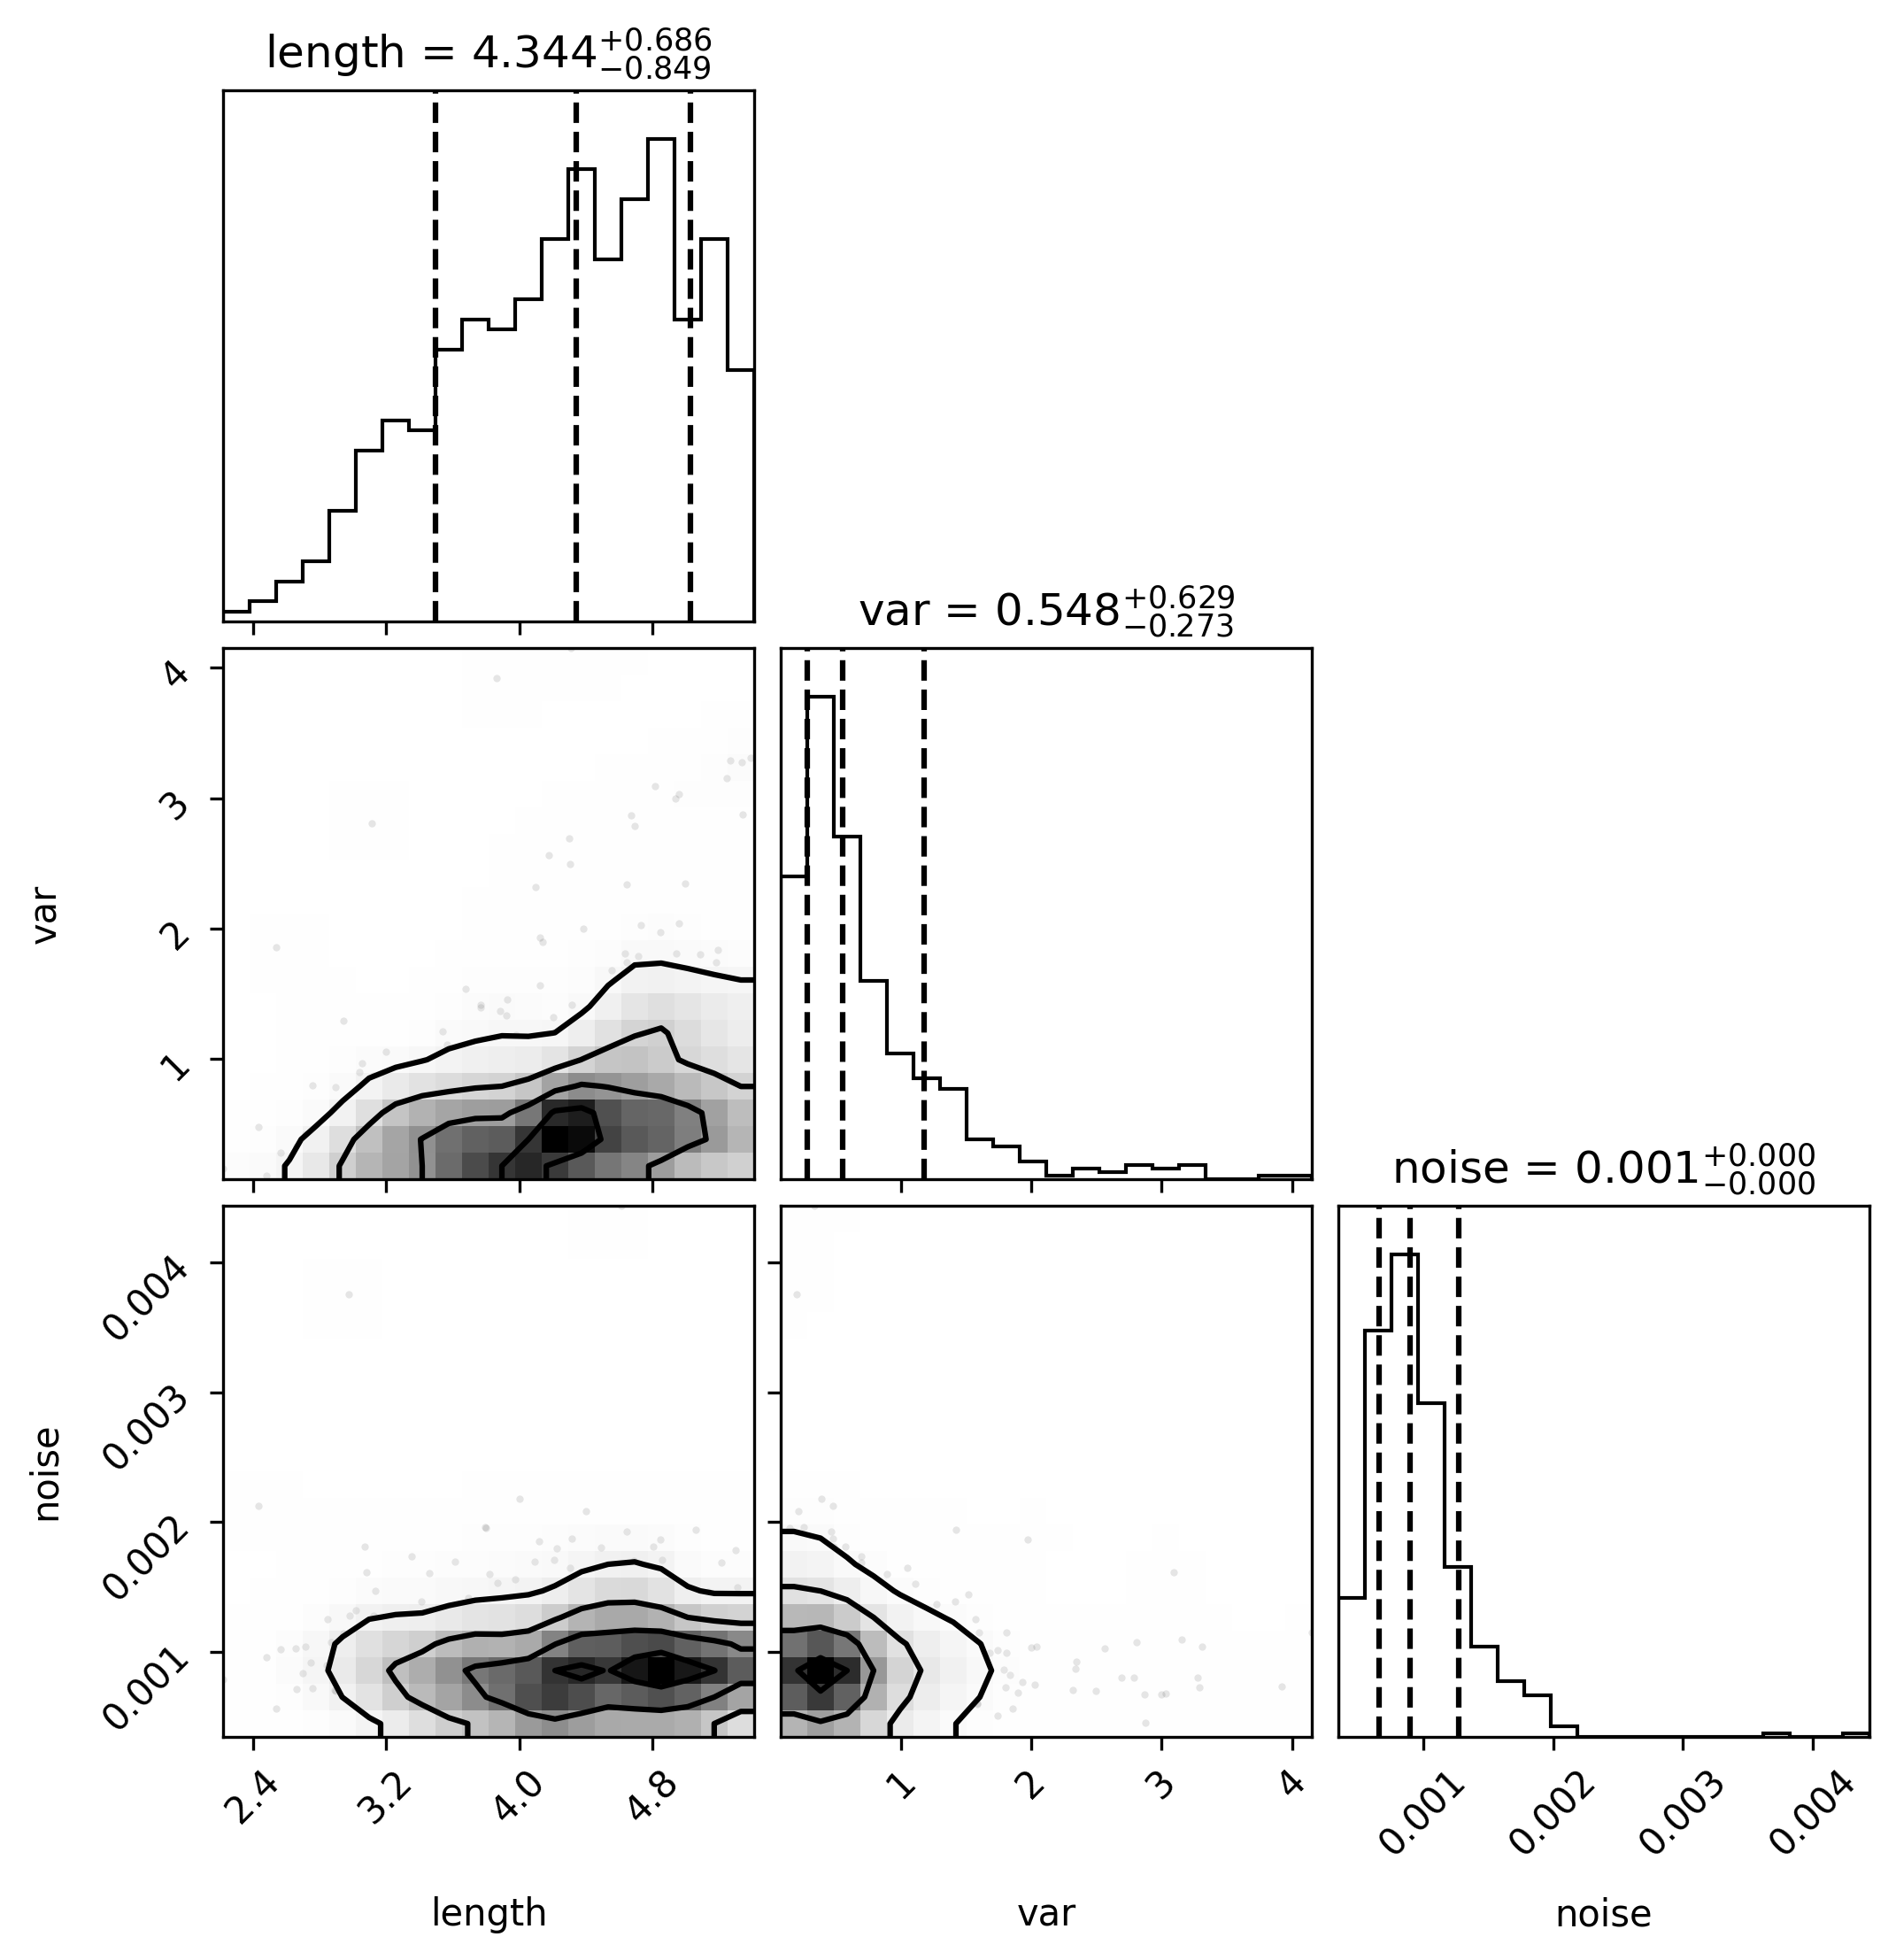 length = 4.344 +0.686 −0.849
var = 0.548 +0.629 −0.273
4
3
2
1
var
noise = 0.001 +0.000 −0.000
0.004
0.003
0.002
0.001
noise
2.4 3.2 4.0 4.8 1 2 3 4 0.001 0.002 0.003 0.004
length var noise